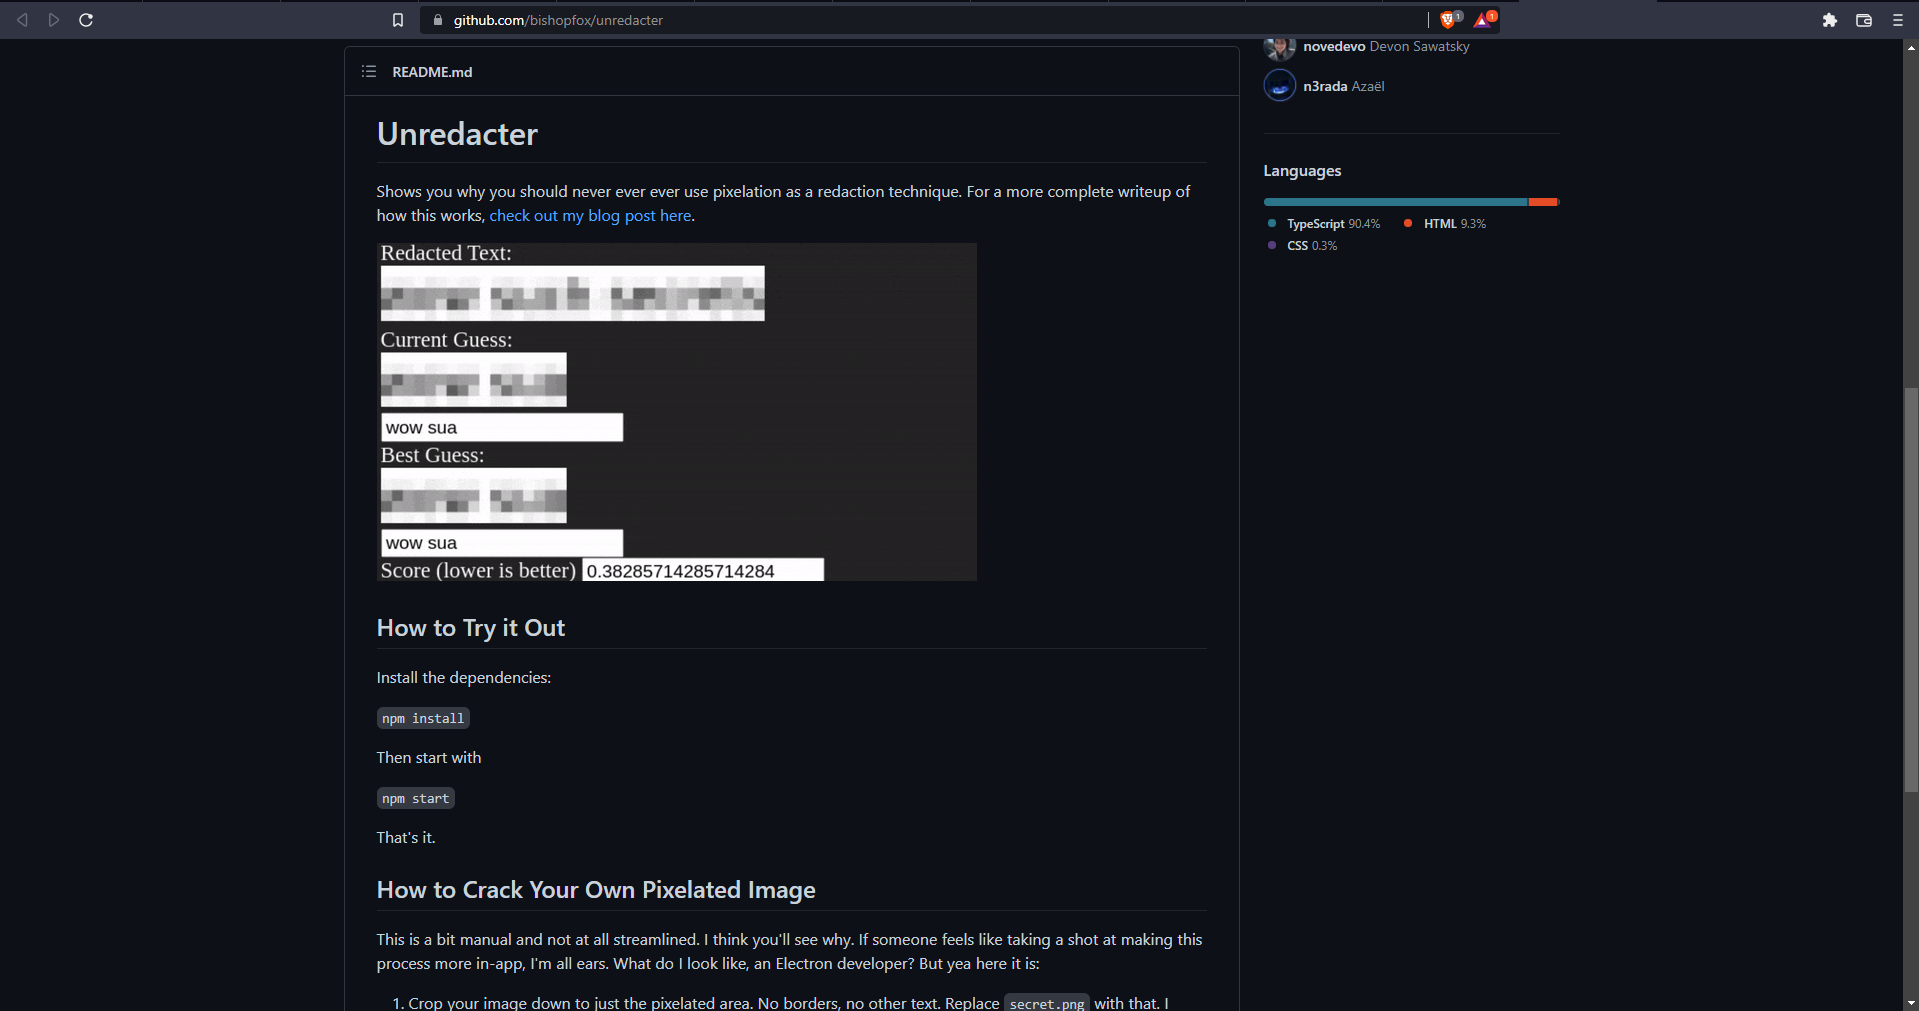 github.com/bishopfox/unredacter
1
1
novedevo Devon Sawatsky
n3rada Azaël
Languages
TypeScript 90.4%
HTML 9.3%
CSS 0.3%
README.md
Unredacter
Shows you why you should never ever ever use pixelation as a redaction technique. For a more complete writeup of
how this works, check out my blog post here.
Redacted Text:
Current Guess:
wow sua
Best Guess:
wow sua
Score (lower is better) 0.38285714285714284
How to Try it Out
Install the dependencies:
npm install
Then start with
npm start
That's it.
How to Crack Your Own Pixelated Image
This is a bit manual and not at all streamlined. I think you'll see why. If someone feels like taking a shot at making this
process more in-app, I'm all ears. What do I look like, an Electron developer? But yea here it is:
1. Crop your image down to just the pixelated area. No borders, no other text. Replace secret.png with that. I